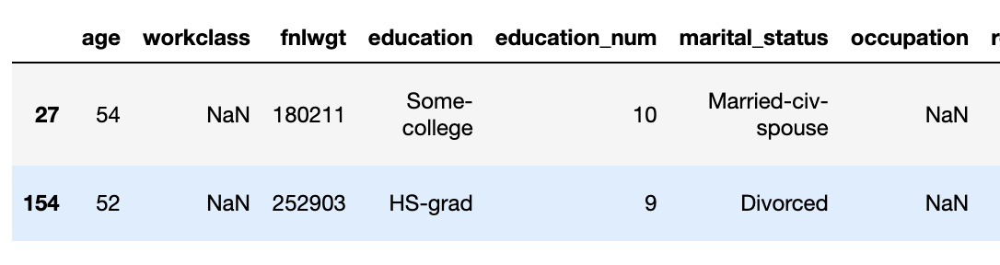 age workclass fnlwgt education education_num marital_status occupation r
27 54 NaN 180211 Some-college 10 Married-civ-spouse NaN
154 52 NaN 252903 HS-grad 9 Divorced NaN